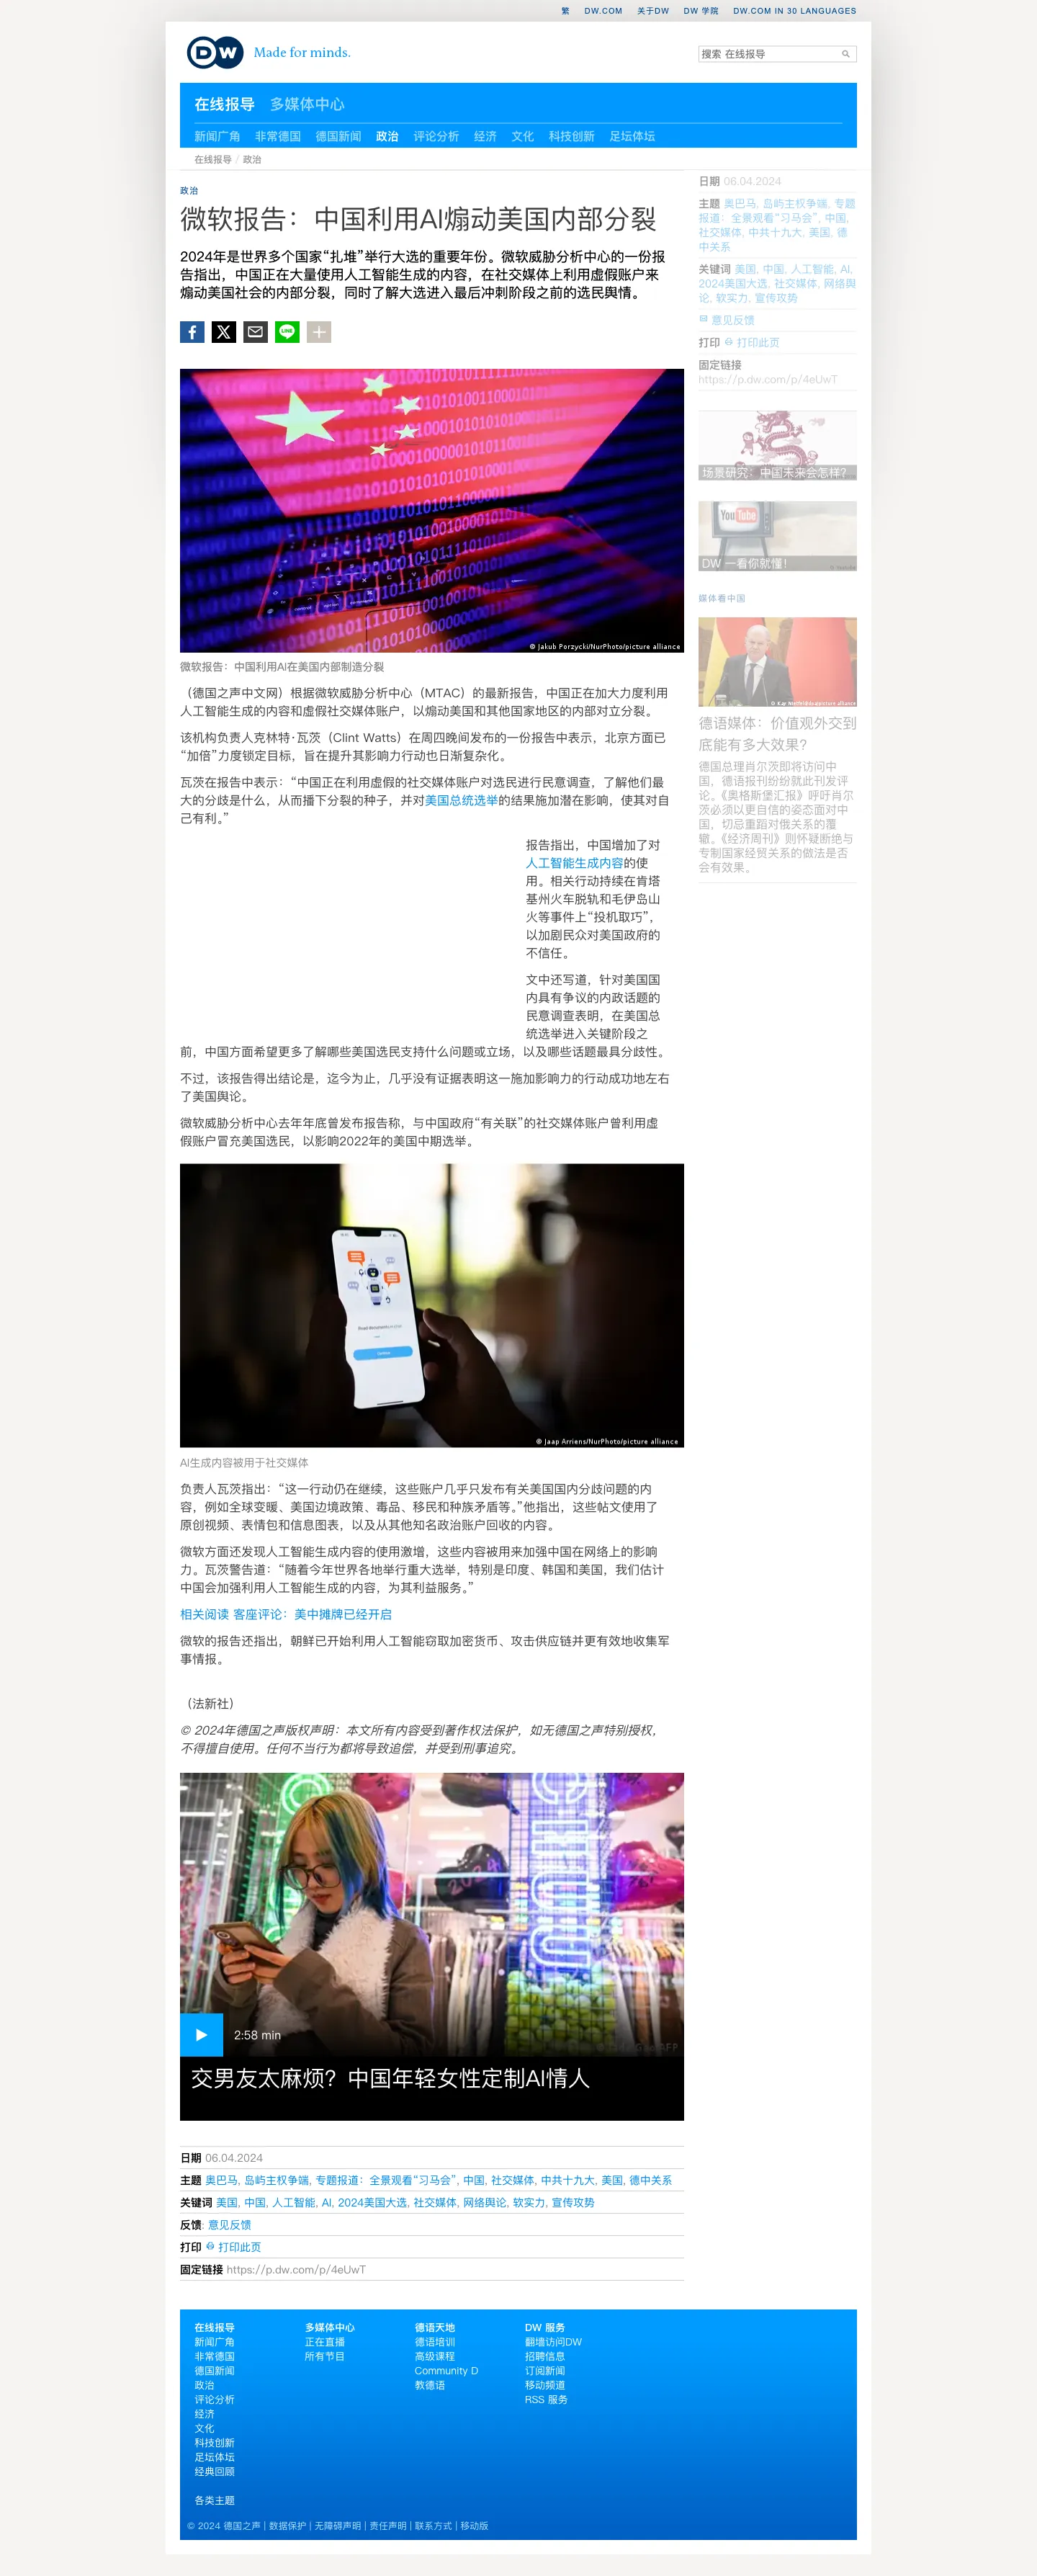 繁 DW.COM 关于DW DW 学院 DW.COM IN 30 LANGUAGES
DW Made for minds.
搜索 在线报导
在线报导 多媒体中心
新闻广角 非常德国 德国新闻 政治 评论分析 经济 文化 科技创新 足坛体坛
在线报导 / 政治
政治
微软报告：中国利用AI煽动美国内部分裂
2024年是世界多个国家“扎堆”举行大选的重要年份。微软威胁分析中心的一份报
告指出，中国正在大量使用人工智能生成的内容，在社交媒体上利用虚假账户来
煽动美国社会的内部分裂，同时了解大选进入最后冲刺阶段之前的选民舆情。
LINE
© Jakub Porzycki/NurPhoto/picture alliance
微软报告：中国利用AI在美国内部制造分裂
（德国之声中文网）根据微软威胁分析中心（MTAC）的最新报告，中国正在加大力度利用
人工智能生成的内容和虚假社交媒体账户，以煽动美国和其他国家地区的内部对立分裂。
该机构负责人克林特·瓦茨（Clint Watts）在周四晚间发布的一份报告中表示，北京方面已
“加倍”力度锁定目标，旨在提升其影响力行动也日渐复杂化。
瓦茨在报告中表示：“中国正在利用虚假的社交媒体账户对选民进行民意调查，了解他们最
大的分歧是什么，从而播下分裂的种子，并对美国总统选举的结果施加潜在影响，使其对自
己有利。”
报告指出，中国增加了对
人工智能生成内容的使
用。相关行动持续在肯塔
基州火车脱轨和毛伊岛山
火等事件上“投机取巧”，
以加剧民众对美国政府的
不信任。
文中还写道，针对美国国
内具有争议的内政话题的
民意调查表明，在美国总
统选举进入关键阶段之
前，中国方面希望更多了解哪些美国选民支持什么问题或立场，以及哪些话题最具分歧性。
不过，该报告得出结论是，迄今为止，几乎没有证据表明这一施加影响力的行动成功地左右
了美国舆论。
微软威胁分析中心去年年底曾发布报告称，与中国政府“有关联”的社交媒体账户曾利用虚
假账户冒充美国选民，以影响2022年的美国中期选举。
© Jaap Arriens/NurPhoto/picture alliance
AI生成内容被用于社交媒体
负责人瓦茨指出：“这一行动仍在继续，这些账户几乎只发布有关美国国内分歧问题的内
容，例如全球变暖、美国边境政策、毒品、移民和种族矛盾等。”他指出，这些帖文使用了
原创视频、表情包和信息图表，以及从其他知名政治账户回收的内容。
微软方面还发现人工智能生成内容的使用激增，这些内容被用来加强中国在网络上的影响
力。瓦茨警告道：“随着今年世界各地举行重大选举，特别是印度、韩国和美国，我们估计
中国会加强利用人工智能生成的内容，为其利益服务。”
相关阅读 客座评论：美中摊牌已经开启
微软的报告还指出，朝鲜已开始利用人工智能窃取加密货币、攻击供应链并更有效地收集军
事情报。
（法新社）
© 2024年德国之声版权声明：本文所有内容受到著作权法保护，如无德国之声特别授权，
不得擅自使用。任何不当行为都将导致追偿，并受到刑事追究。
2:58 min
交男友太麻烦？中国年轻女性定制AI情人
日期 06.04.2024
主题 奥巴马, 岛屿主权争端, 专题报道：全景观看“习马会”, 中国, 社交媒体, 中共十九大, 美国, 德中关系
关键词 美国, 中国, 人工智能, AI, 2024美国大选, 社交媒体, 网络舆论, 软实力, 宣传攻势
反馈: 意见反馈
打印 打印此页
固定链接 https://p.dw.com/p/4eUwT
日期 06.04.2024
主题 奥巴马, 岛屿主权争端, 专题
报道：全景观看“习马会”, 中国,
社交媒体, 中共十九大, 美国, 德
中关系
关键词 美国, 中国, 人工智能, AI,
2024美国大选, 社交媒体, 网络舆
论, 软实力, 宣传攻势
意见反馈
打印 打印此页
固定链接
https://p.dw.com/p/4eUwT
场景研究：中国未来会怎样？
YouTube
DW 一看你就懂！
媒体看中国
德语媒体：价值观外交到
底能有多大效果？
德国总理肖尔茨即将访问中
国，德语报刊纷纷就此刊发评
论。《奥格斯堡汇报》呼吁肖尔
茨必须以更自信的姿态面对中
国，切忌重蹈对俄关系的覆
辙。《经济周刊》则怀疑断绝与
专制国家经贸关系的做法是否
会有效果。
在线报导
新闻广角
非常德国
德国新闻
政治
评论分析
经济
文化
科技创新
足坛体坛
经典回顾
各类主题
多媒体中心
正在直播
所有节目
德语天地
德语培训
高级课程
Community D
教德语
DW 服务
翻墙访问DW
招聘信息
订阅新闻
移动频道
RSS 服务
© 2024 德国之声 | 数据保护 | 无障碍声明 | 责任声明 | 联系方式 | 移动版